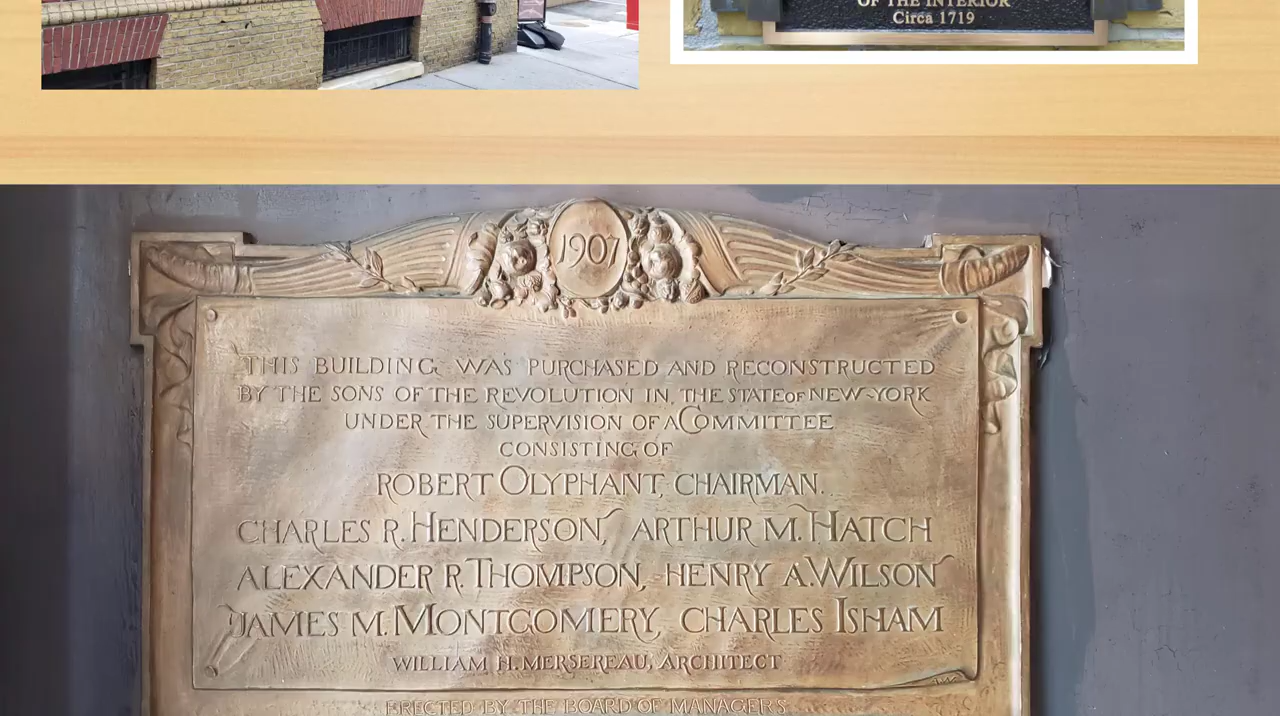 OF THE INTERIOR
Circa 1719
1907
THIS BUILDING WAS PURCHASED AND RECONSTRUCTED
BY THE SONS OF THE REVOLUTION IN THE STATE OF NEW-YORK
UNDER THE SUPERVISION OF A COMMITTEE
CONSISTING OF
ROBERT OLYPHANT, CHAIRMAN.
CHARLES R. HENDERSON, ARTHUR M. HATCH
ALEXANDER R. THOMPSON, HENRY A. WILSON
JAMES M. MONTGOMERY, CHARLES ISHAM
WILLIAM H. MERSEREAU, ARCHITECT
ERECTED BY THE BOARD OF MANAGERS